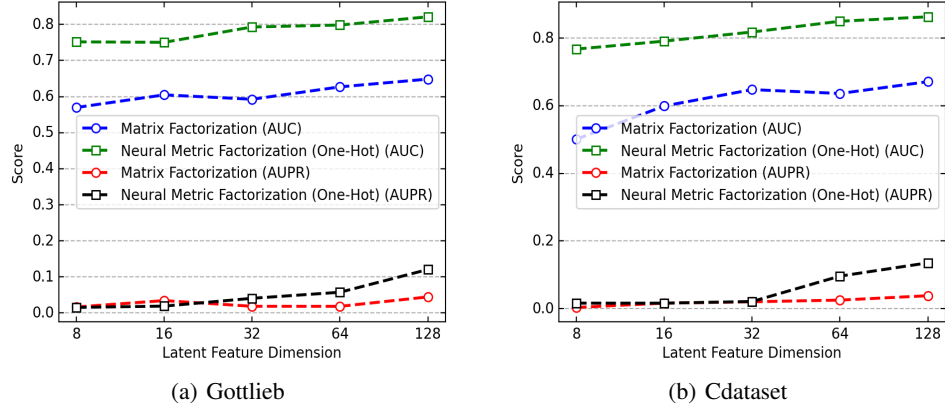 0.8
0.7
0.6
0.5
0.4
0.3
0.2
0.1
0.0
Score
Matrix Factorization (AUC)
Neural Metric Factorization (One-Hot) (AUC)
Matrix Factorization (AUPR)
Neural Metric Factorization (One-Hot) (AUPR)
8 16 32 64 128
Latent Feature Dimension
(a) Gottlieb
0.8
0.6
0.4
0.2
0.0
Score
Matrix Factorization (AUC)
Neural Metric Factorization (One-Hot) (AUC)
Matrix Factorization (AUPR)
Neural Metric Factorization (One-Hot) (AUPR)
8 16 32 64 128
Latent Feature Dimension
(b) Cdataset